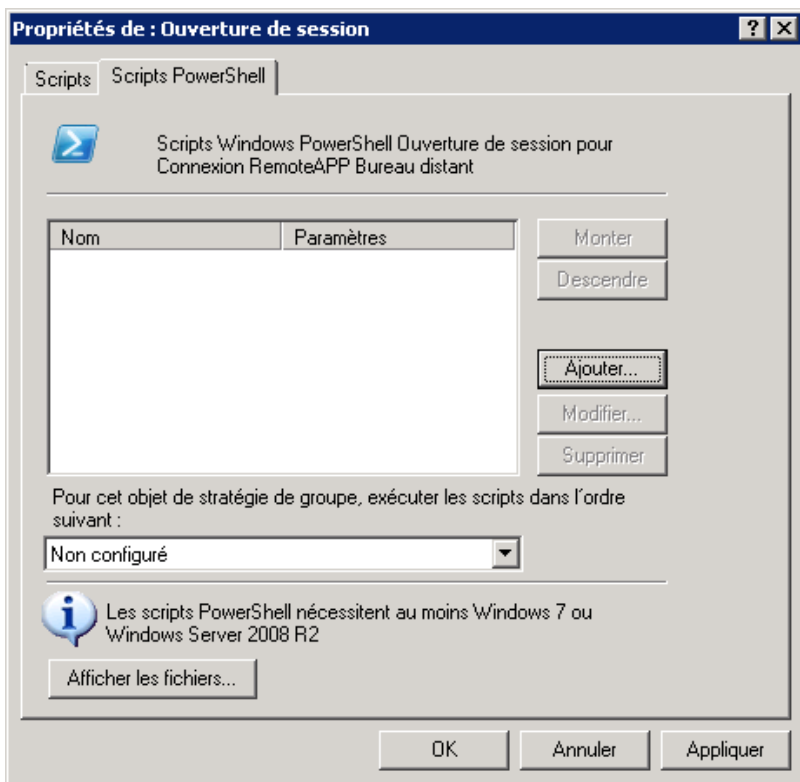 Propriétés de : Ouverture de session
Scripts
Scripts PowerShell
Scripts Windows PowerShell Ouverture de session pour
Connexion RemoteAPP Bureau distant
Nom
Paramètres
Monter
Descendre
Ajouter...
Modifier...
Supprimer
Pour cet objet de stratégie de groupe, exécuter les scripts dans l'ordre
suivant :
Non configuré
Les scripts PowerShell nécessitent au moins Windows 7 ou
Windows Server 2008 R2
Afficher les fichiers...
OK
Annuler
Appliquer